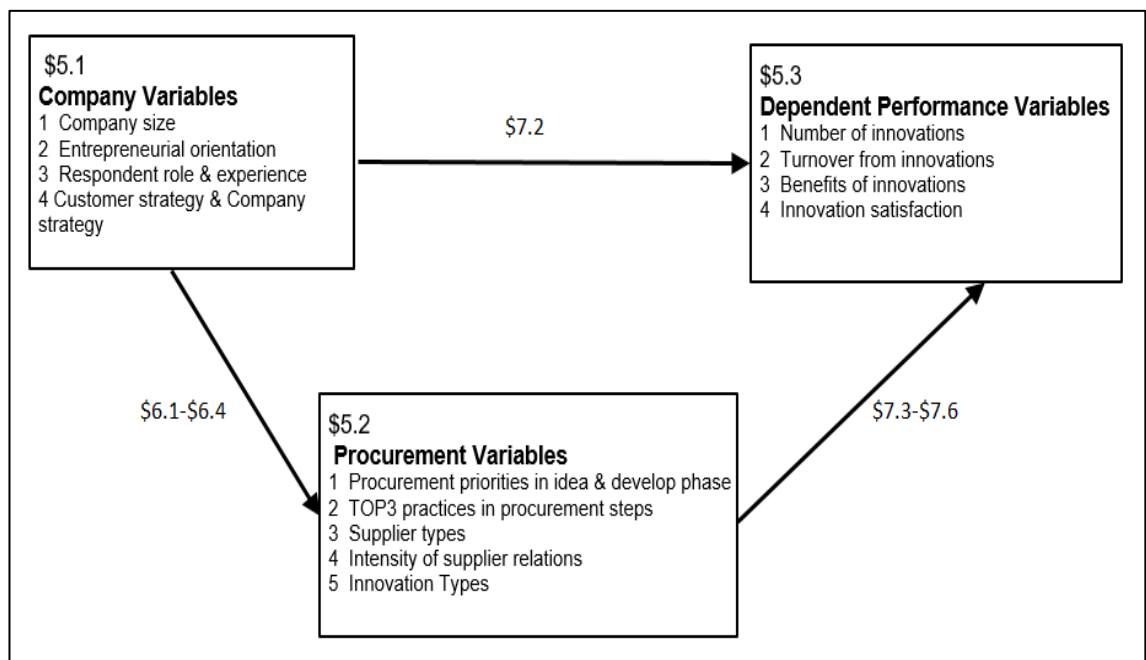 $5.1
Company Variables
1 Company size
2 Entrepreneurial orientation
3 Respondent role & experience
4 Customer strategy & Company
strategy
$7.2
$5.3
Dependent Performance Variables
1 Number of innovations
2 Turnover from innovations
3 Benefits of innovations
4 Innovation satisfaction
$6.1-$6.4
$5.2
Procurement Variables
1 Procurement priorities in idea & develop phase
2 TOP3 practices in procurement steps
3 Supplier types
4 Intensity of supplier relations
5 Innovation Types
$7.3-$7.6